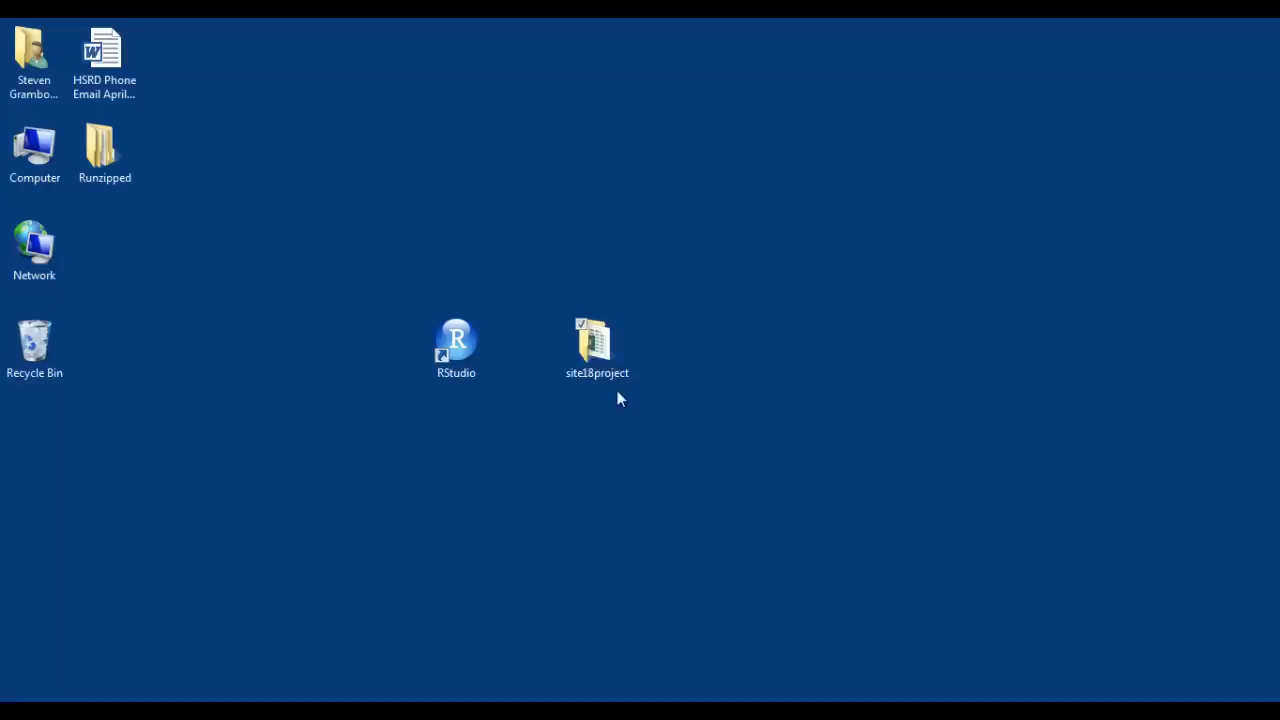 Steven
Grambo...
HSRD Phone
Email April...
Computer
Runzipped
Network
Recycle Bin
R
RStudio
site18project
W